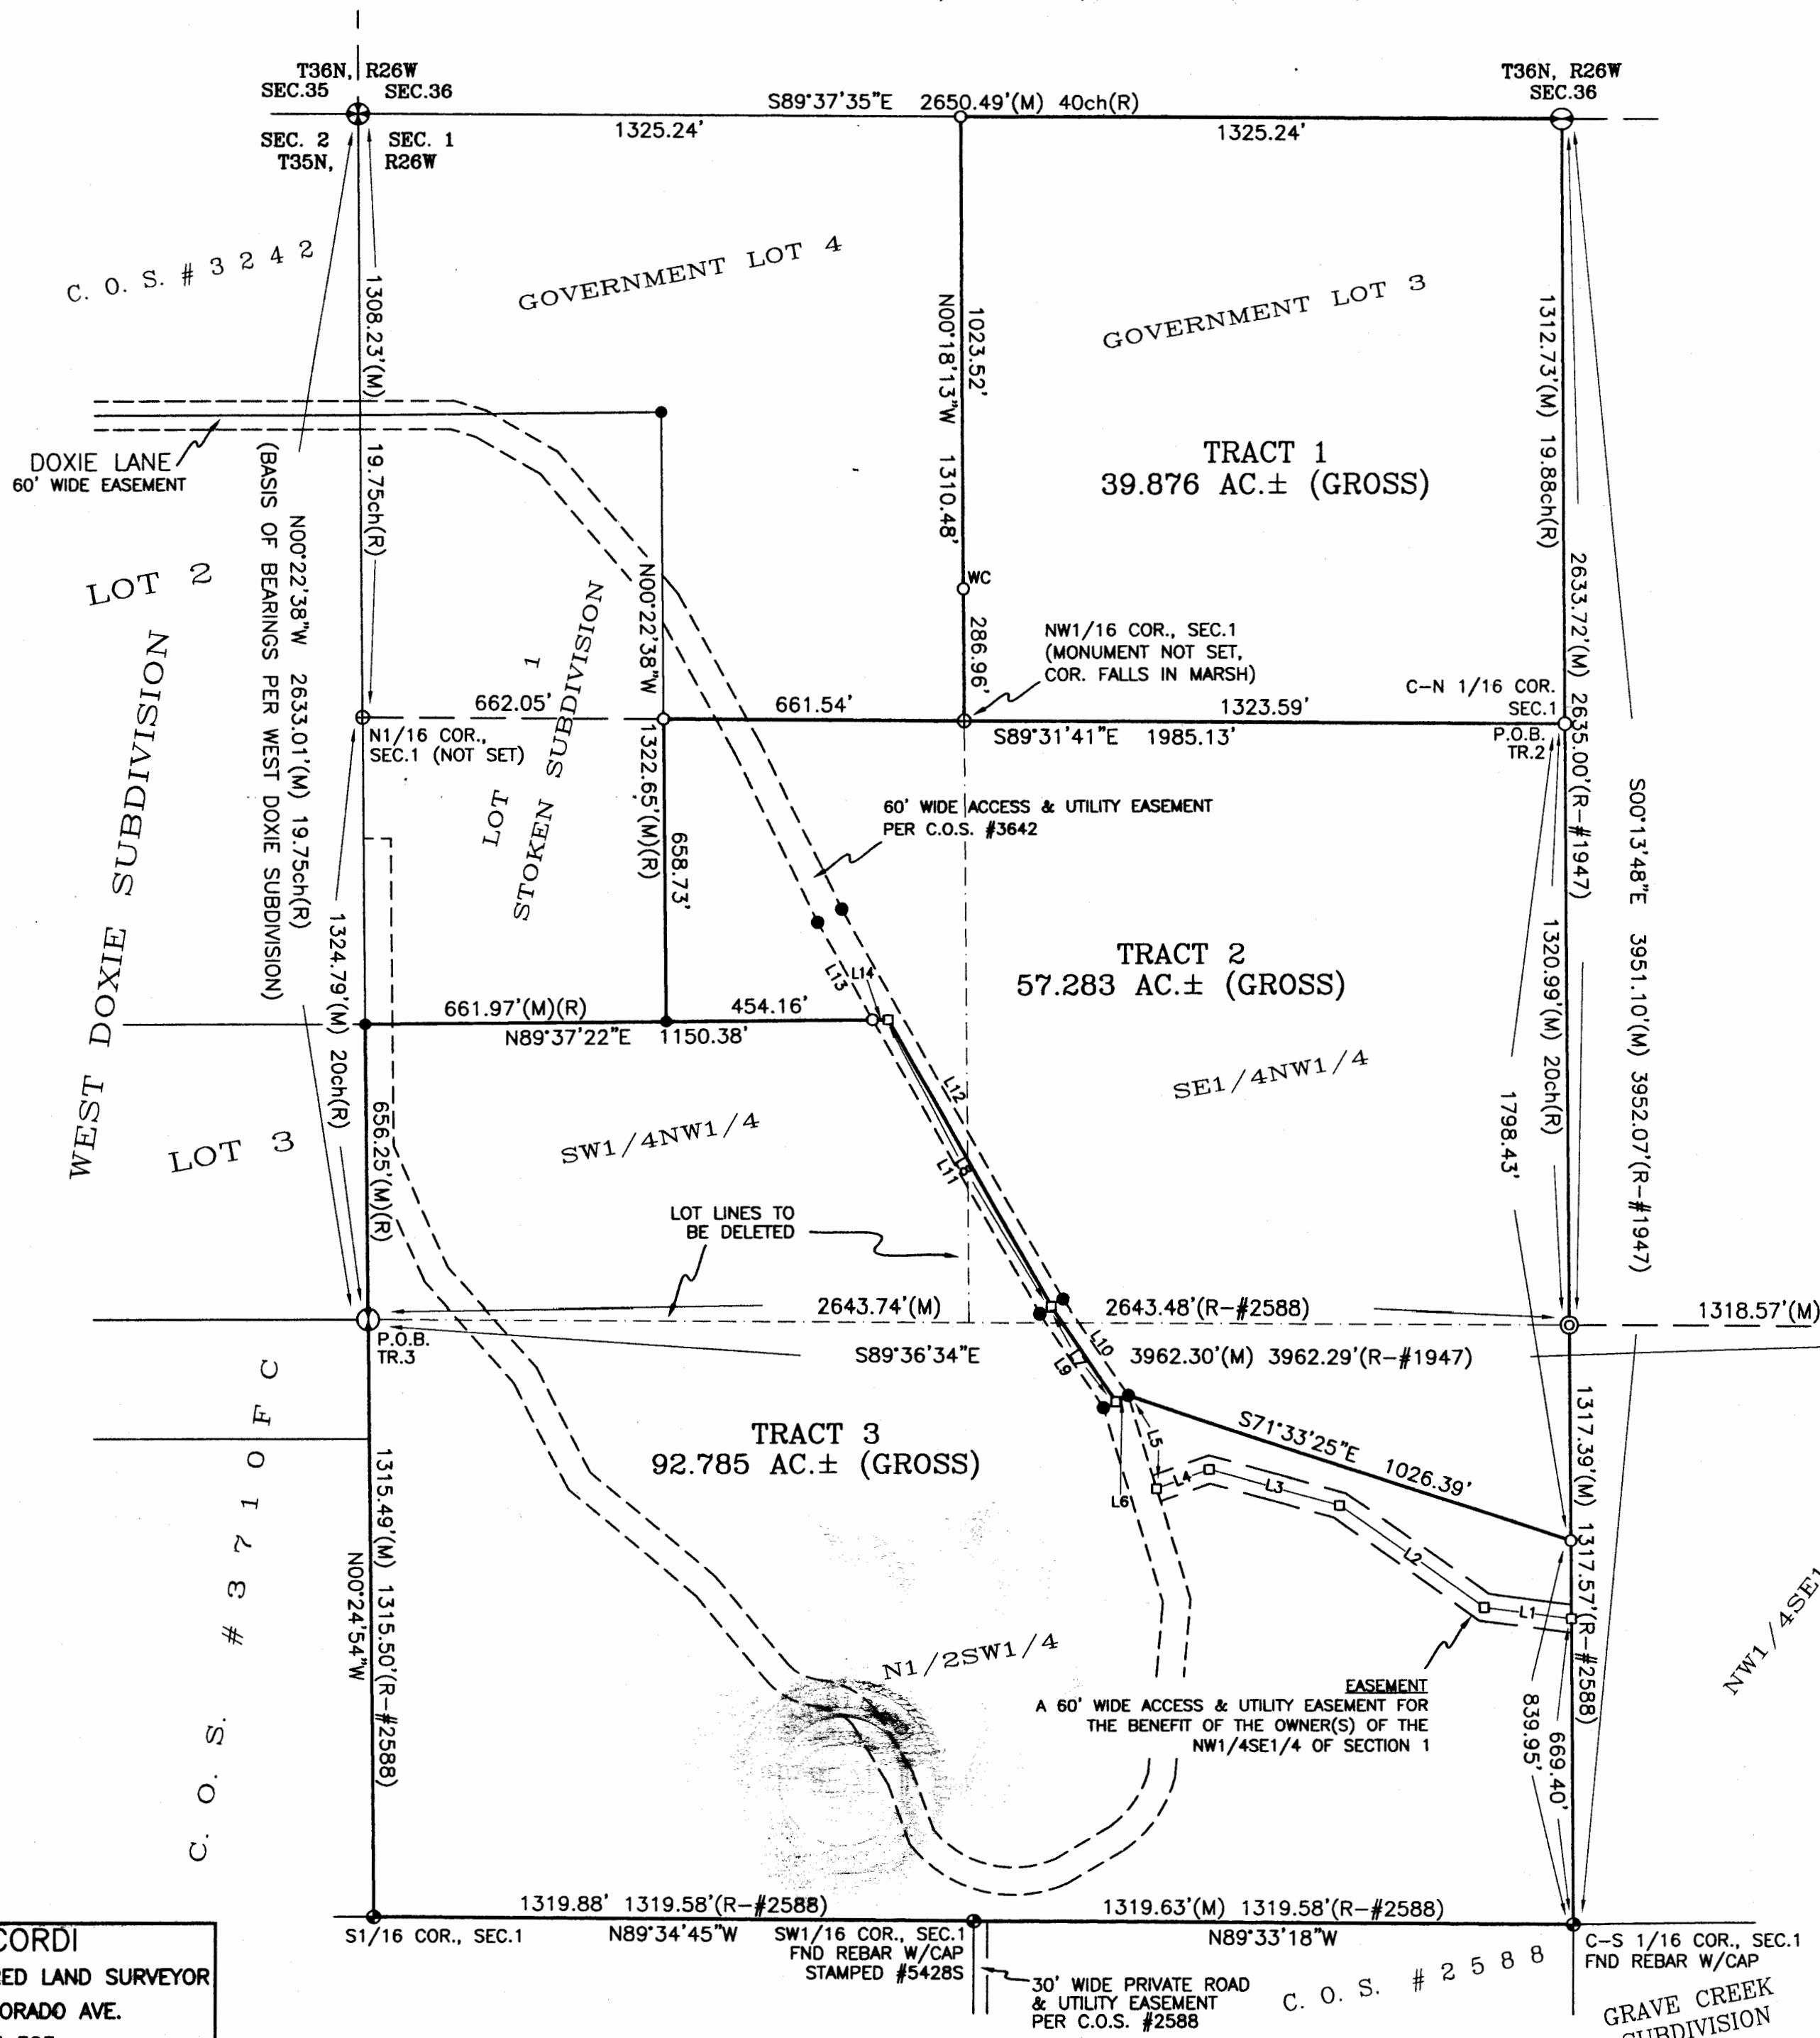 T36N, R26W
SEC.35 SEC.36
SEC. 2 SEC. 1
T35N, R26W
T36N, R26W
SEC.36
S89°37'35"E 2650.49'(M) 40ch(R)
1325.24'
1325.24'
C. O. S. # 3 2 4 2
GOVERNMENT LOT 4
GOVERNMENT LOT 3
1308.23'(M)
19.75ch(R)
1023.52'
N00°18'13"W 1310.48'
286.96'
WC
1312.73'(M) 19.88ch(R)
TRACT 1
39.876 AC.± (GROSS)
DOXIE LANE
60' WIDE EASEMENT
N00°22'38"W 2633.01'(M) 19.75ch(R)
(BASIS OF BEARINGS PER WEST DOXIE SUBDIVISION)
LOT 2
WEST DOXIE SUBDIVISION
LOT 3
N00°22'38"W
1322.65'(M)(R)
LOT 1
STOKEN SUBDIVISION
2633.72'(M) 2635.00'(R-#1947)
S00°13'48"E 3951.10'(M) 3952.07'(R-#1947)
NW1/16 COR., SEC.1
(MONUMENT NOT SET,
COR. FALLS IN MARSH)
C-N 1/16 COR.
SEC.1
P.O.B.
TR.2
662.05'
661.54'
1323.59'
S89°31'41"E 1985.13'
N1/16 COR.,
SEC.1 (NOT SET)
60' WIDE ACCESS & UTILITY EASEMENT
PER C.O.S. #3642
658.73'
1324.79'(M) 20ch(R)
1320.99'(M) 20ch(R)
1798.43'
TRACT 2
57.283 AC.± (GROSS)
L13
L14
661.97'(M)(R)
454.16'
N89°37'22"E 1150.38'
L12
L11
L8
SE1/4NW1/4
SW1/4NW1/4
656.25'(M)(R)
LOT LINES TO
BE DELETED
2643.74'(M)
2643.48'(R-#2588)
1318.57'(M)
P.O.B.
TR.3
S89°36'34"E
3962.30'(M) 3962.29'(R-#1947)
L10
L9
L7
L5
L6
L4
L3
L2
L1
S71°33'25"E 1026.39'
TRACT 3
92.785 AC.± (GROSS)
C. O. S. # 3 7 1 0 F C
1315.49'(M) 1315.50'(R-#2588)
N00°24'54"W
1317.39'(M) 1317.57'(R-#2588)
N1/2SW1/4
EASEMENT
A 60' WIDE ACCESS & UTILITY EASEMENT FOR
THE BENEFIT OF THE OWNER(S) OF THE
NW1/4SE1/4 OF SECTION 1
839.95'
669.40'
NW1/4SE1
1319.88' 1319.58'(R-#2588)
1319.63'(M) 1319.58'(R-#2588)
S1/16 COR., SEC.1
N89°34'45"W
SW1/16 COR., SEC.1
FND REBAR W/CAP
STAMPED #5428S
N89°33'18"W
C-S 1/16 COR., SEC.1
FND REBAR W/CAP
30' WIDE PRIVATE ROAD
& UTILITY EASEMENT
PER C.O.S. #2588
C. O. S. # 2 5 8 8
GRAVE CREEK
SUBDIVISION
CORDI
RED LAND SURVEYOR
ORADO AVE.